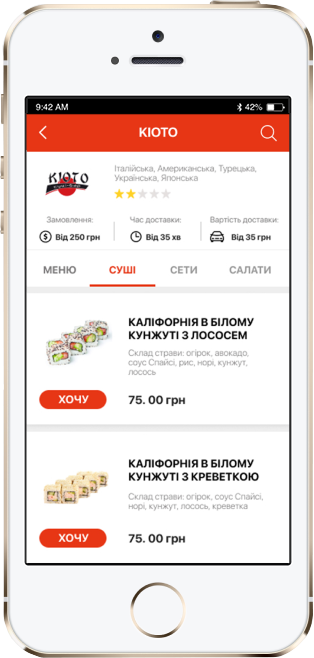 9:42 AM 42%
КІОТО
КІОТО
Італійська, Американська, Турецька,
Українська, Японська
Замовлення: Час доставки: Вартість доставки:
$ Від 250 грн Від 35 хв Від 35 грн
МЕНЮ СУШІ СЕТИ САЛАТИ
КАЛІФОРНІЯ В БІЛОМУ
КУНЖУТІ З ЛОСОСЕМ
Склад страви: огірок, авокадо,
соус Спайсі, рис, норі, кунжут,
лосось
ХОЧУ 75. 00 грн
КАЛІФОРНІЯ В БІЛОМУ
КУНЖУТІ З КРЕВЕТКОЮ
Склад страви: огірок, соус Спайсі,
норі, кунжут, лосось, креветка
ХОЧУ 75. 00 грн